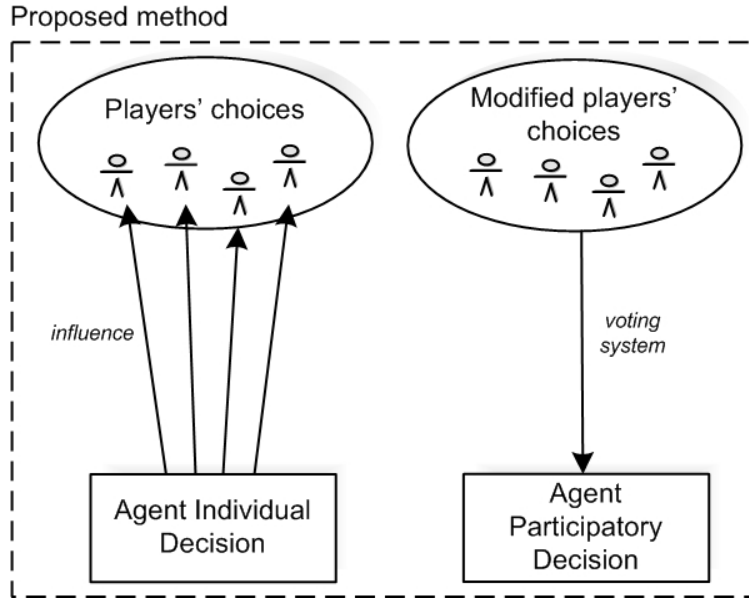 Proposed method
Players' choices
influence
Agent Individual
Decision
Modified players'
choices
voting
system
Agent
Participatory
Decision